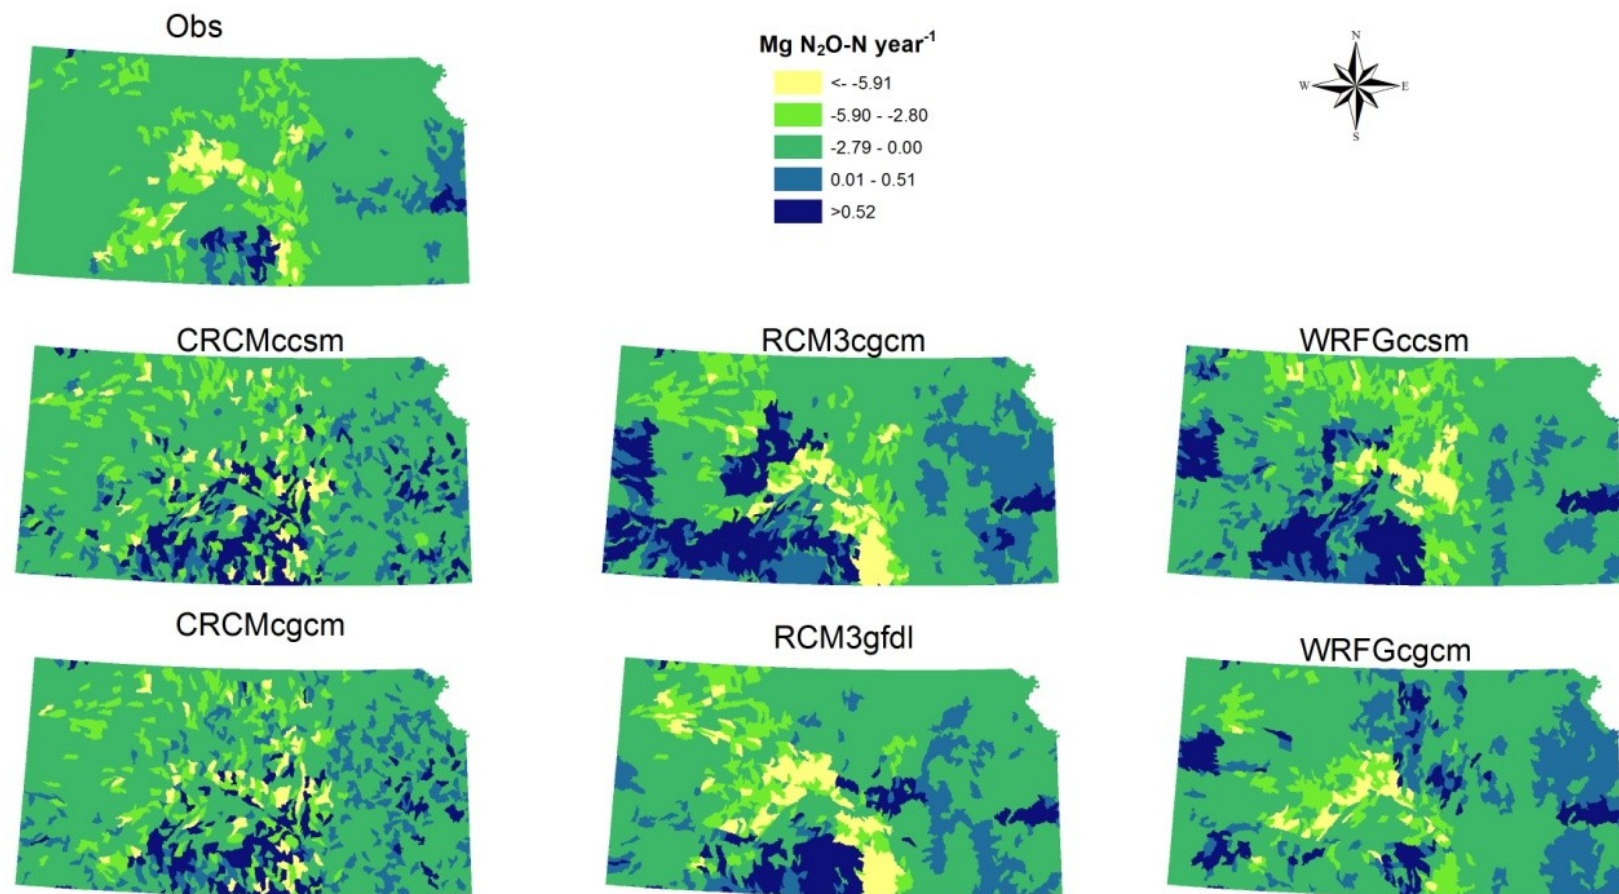 Obs
Mg N₂O-N year⁻¹
<- -5.91
-5.90 - -2.80
-2.79 - 0.00
0.01 - 0.51
>0.52
N
W E
S
CRCMccsm
RCM3cgcm
WRFGccsm
CRCMcgcm
RCM3gfdl
WRFGcgcm